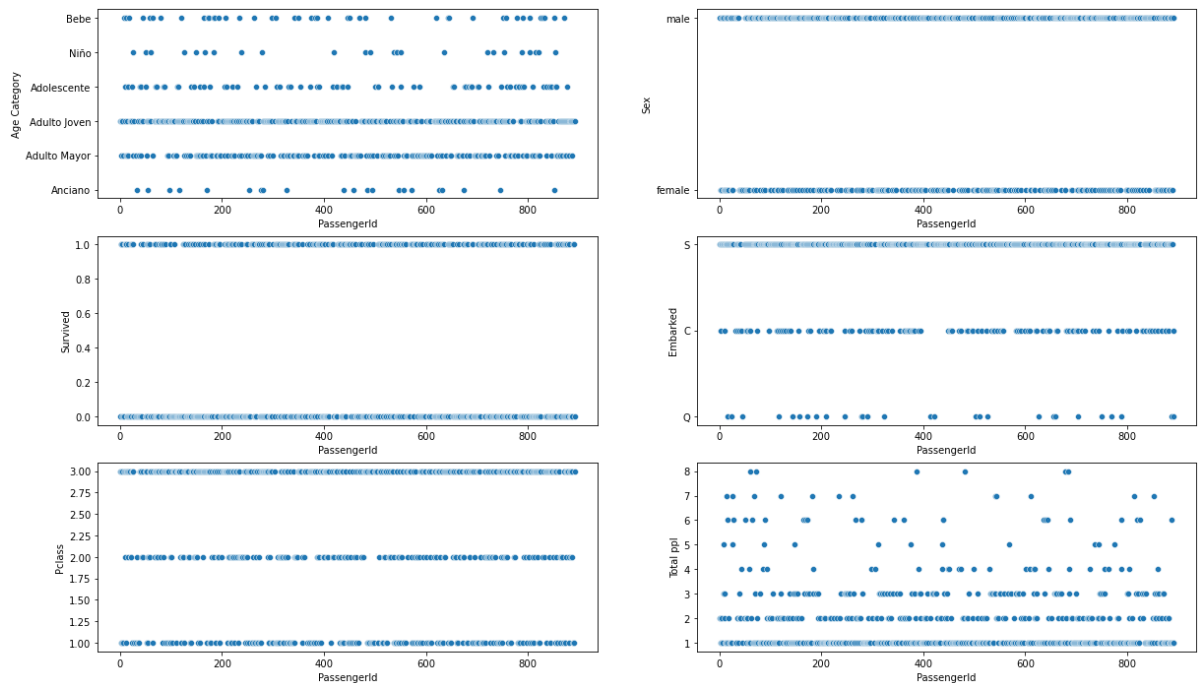 Age Category
Bebe
Niño
Adolescente
Adulto Joven
Adulto Mayor
Anciano
0 200 400 600 800
PassengerId
Sex
male
female
0 200 400 600 800
PassengerId
Survived
1.0
0.8
0.6
0.4
0.2
0.0
0 200 400 600 800
PassengerId
Embarked
S
C
Q
0 200 400 600 800
PassengerId
Pclass
3.00
2.75
2.50
2.25
2.00
1.75
1.50
1.25
1.00
0 200 400 600 800
PassengerId
Total ppl
8
7
6
5
4
3
2
1
0 200 400 600 800
PassengerId